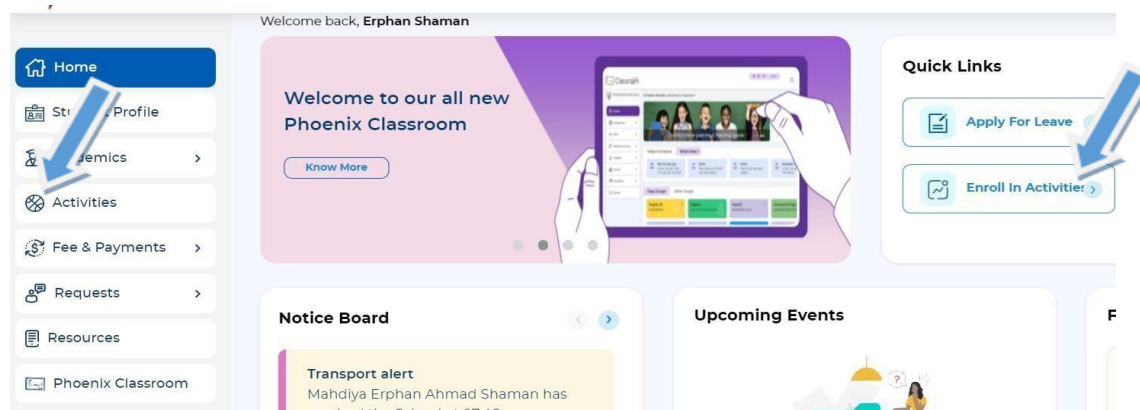 Welcome back, Erphan Shaman
Home
Profile
Activities
Fee & Payments
Requests
Resources
Phoenix Classroom
Welcome to our all new
Phoenix Classroom
Know More
Quick Links
Apply For Leave
Enroll In Activities
Notice Board
Transport alert
Mahdiya Erphan Ahmad Shaman has
Upcoming Events